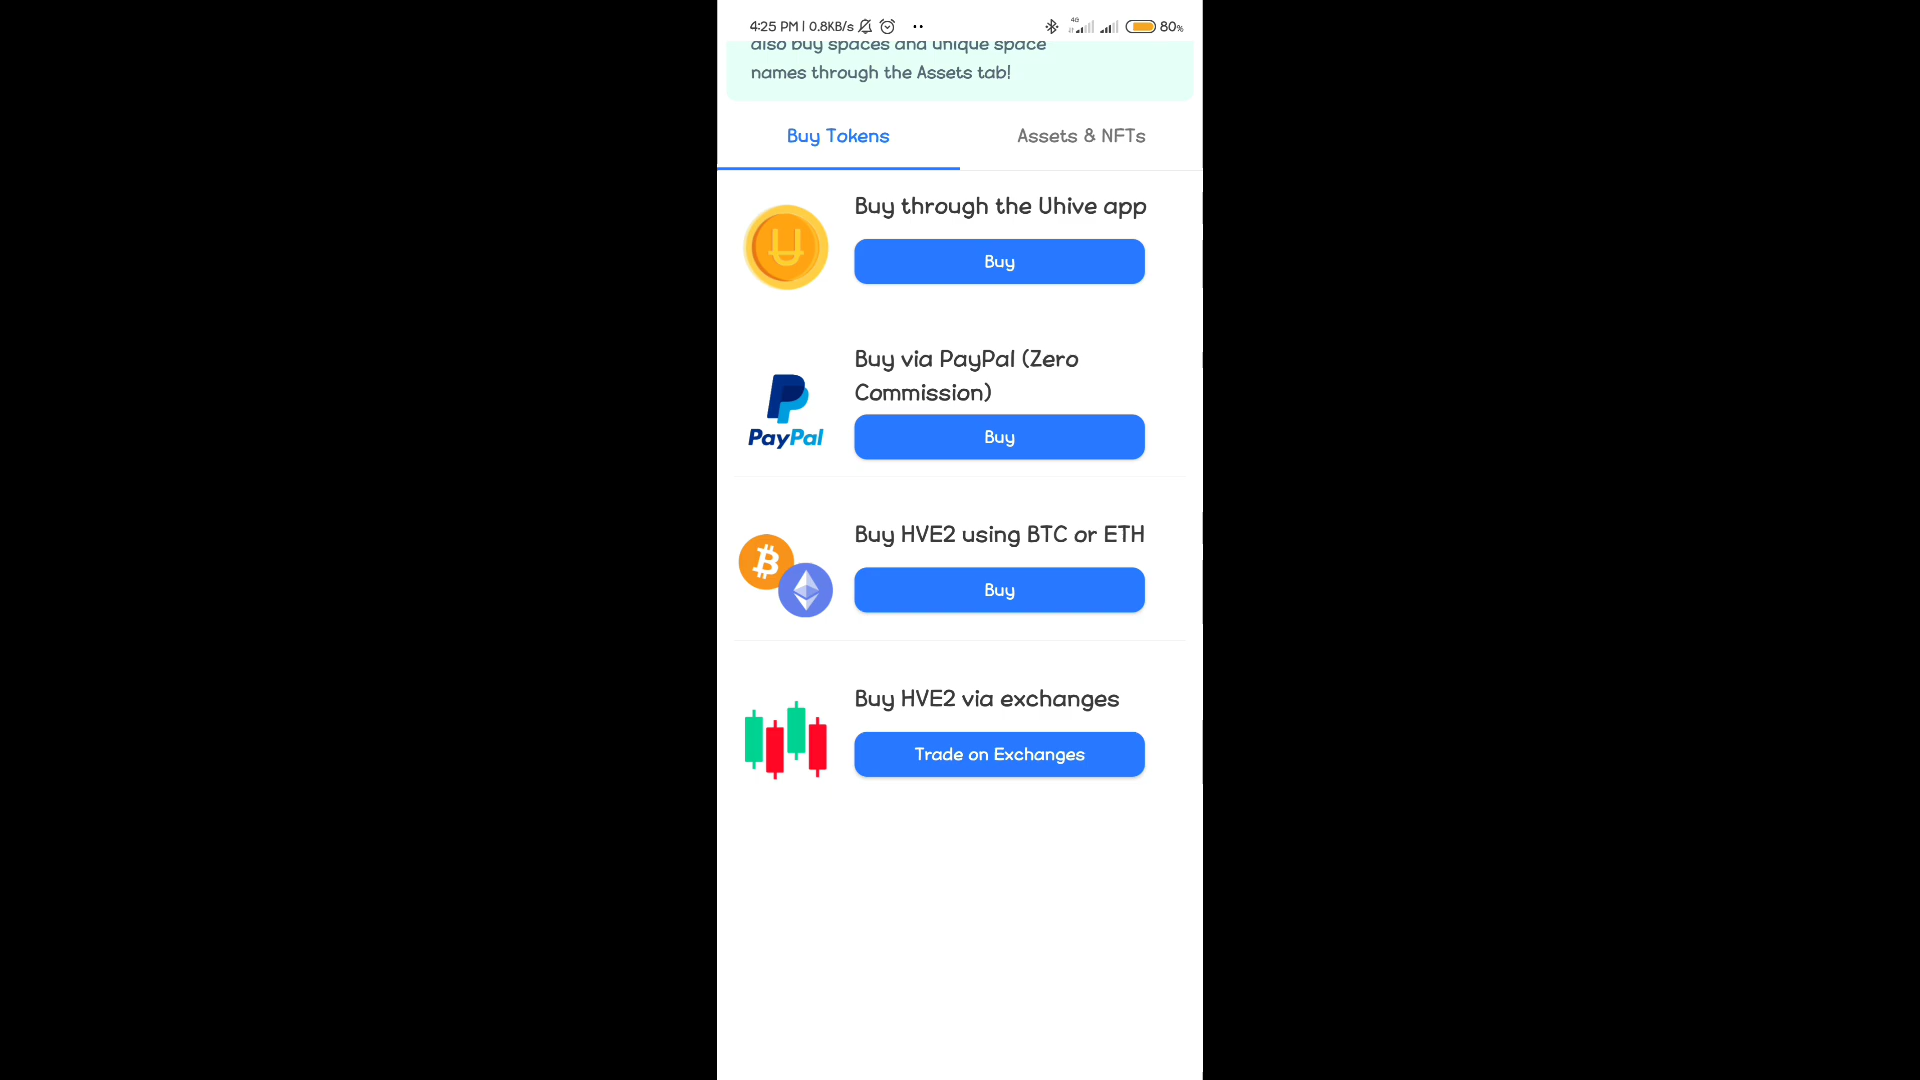 4:25 PM | 0.8KB/s
4G
80%
also buy spaces and unique space
names through the Assets tab!
Buy Tokens
Assets & NFTs
Buy through the Uhive app
Buy
Buy via PayPal (Zero
Commission)
PayPal
Buy
Buy HVE2 using BTC or ETH
Buy
Buy HVE2 via exchanges
Trade on Exchanges